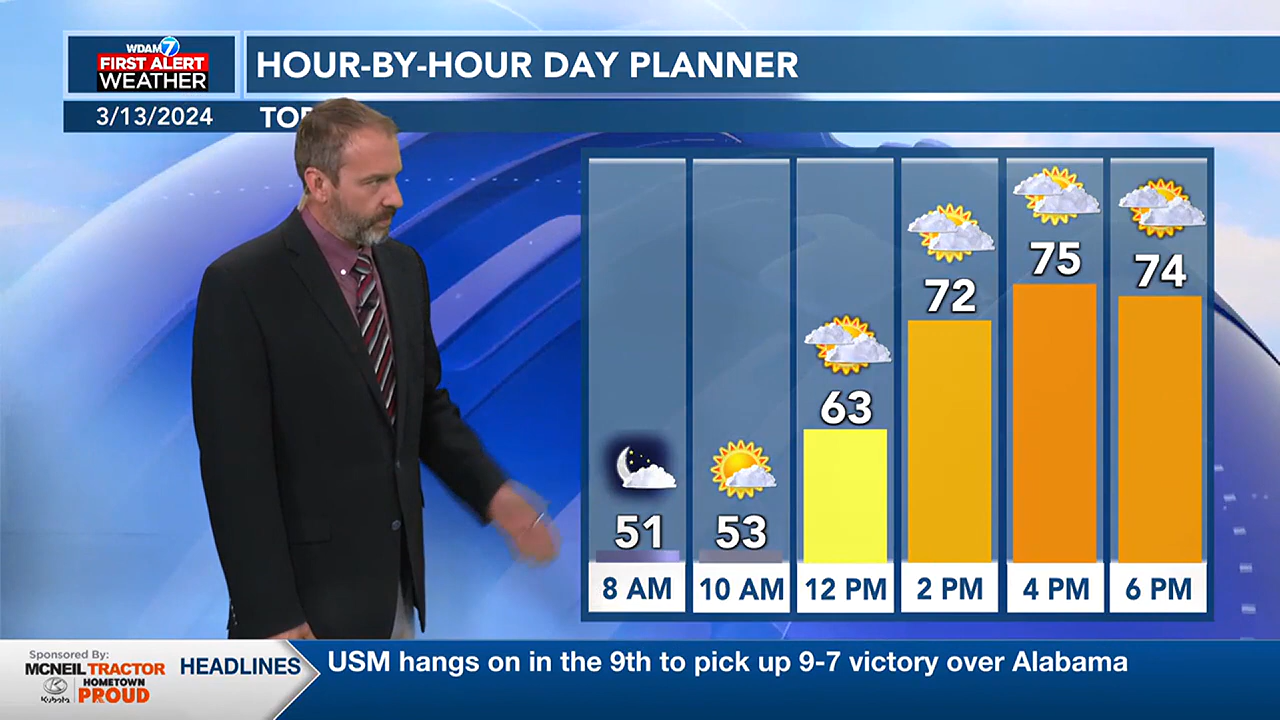 WDAM 7
FIRST ALERT
WEATHER
HOUR-BY-HOUR DAY PLANNER
3/13/2024
51
53
63
72
75
74
8 AM
10 AM
12 PM
2 PM
4 PM
6 PM
Sponsored By:
MCNEIL TRACTOR
Kubota
HOMETOWN
PROUD
HEADLINES
USM hangs on in the 9th to pick up 9-7 victory over Alabama